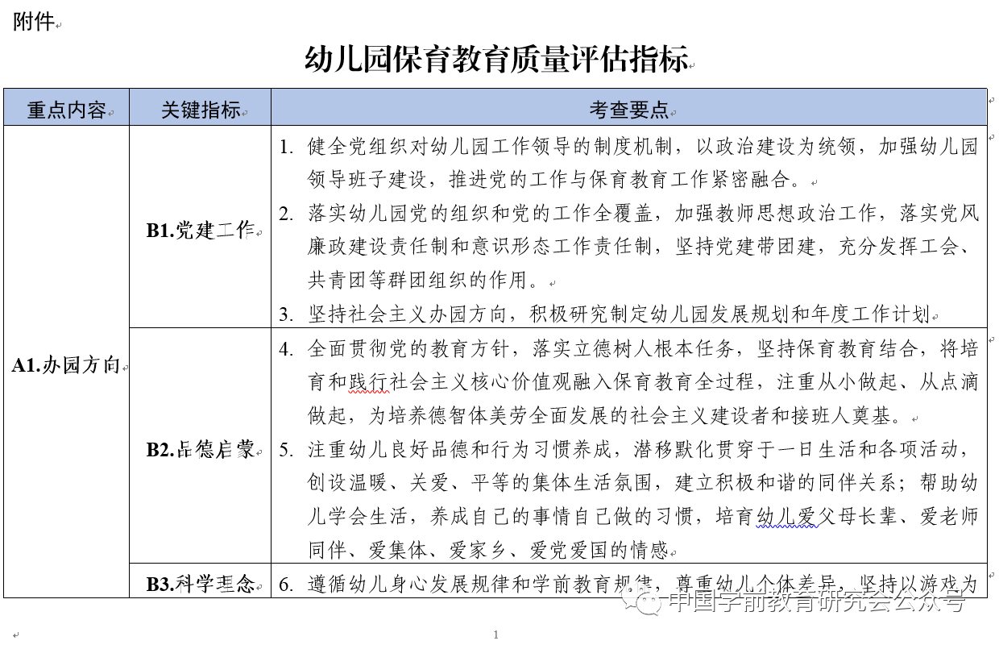 附件
幼儿园保育教育质量评估指标
重点内容 关键指标 考查要点
A1.办园方向
B1.党建工作
1. 健全党组织对幼儿园工作领导的制度机制，以政治建设为统领，加强幼儿园
领导班子建设，推进党的工作与保育教育工作紧密融合。
2. 落实幼儿园党的组织和党的工作全覆盖，加强教师思想政治工作，落实党风
廉政建设责任制和意识形态工作责任制，坚持党建带团建，充分发挥工会、
共青团等群团组织的作用。
3. 坚持社会主义办园方向，积极研究制定幼儿园发展规划和年度工作计划
B2.品德启蒙
4. 全面贯彻党的教育方针，落实立德树人根本任务，坚持保育教育结合，将培
育和践行社会主义核心价值观融入保育教育全过程，注重从小做起、从点滴
做起，为培养德智体美劳全面发展的社会主义建设者和接班人奠基。
5. 注重幼儿良好品德和行为习惯养成，潜移默化贯穿于一日生活和各项活动，
创设温暖、关爱、平等的集体生活氛围，建立积极和谐的同伴关系；帮助幼
儿学会生活，养成自己的事情自己做的习惯，培育幼儿爱父母长辈、爱老师
同伴、爱集体、爱家乡、爱党爱国的情感
B3.科学理念
6. 遵循幼儿身心发展规律和学前教育规律，尊重幼儿个体差异，坚持以游戏为
中国学前教育研究会公众号
1